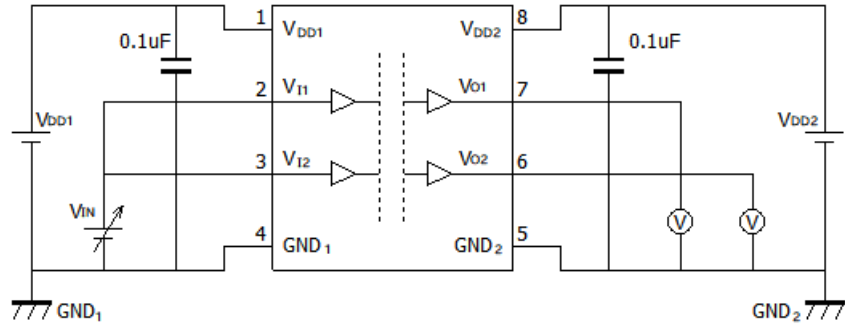 1
8
VDD1
VDD2
0.1uF
0.1uF
2
VI1
VO1
7
VDD1
VDD2
3
VI2
VO2
6
VIN
V
V
4
GND1
GND2
5
GND1
GND2